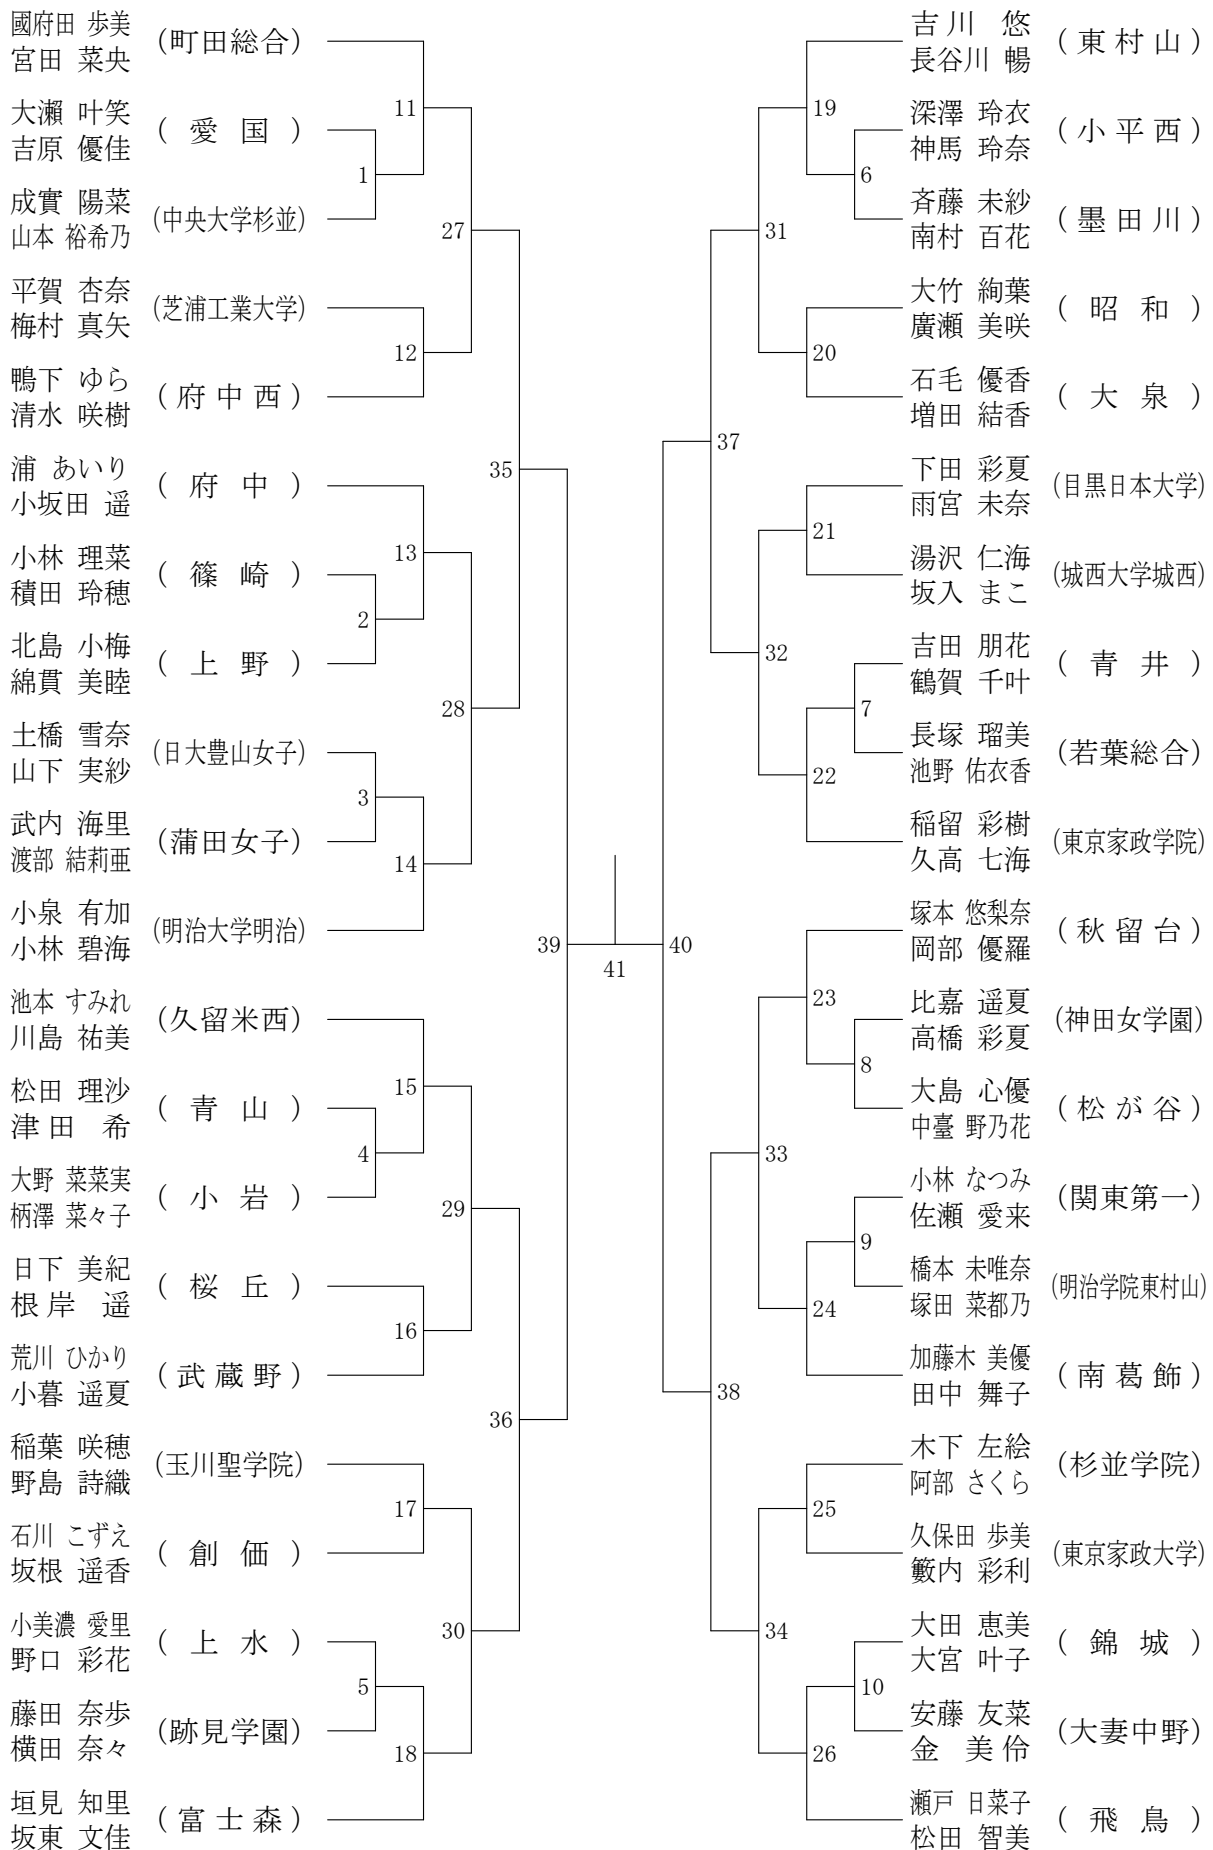 國府田 歩美
宮田 菜央
(町田総合)
大瀬 叶笑
吉原 優佳
( 愛 国 )
成實 陽菜
山本 裕希乃
(中央大学杉並)
平賀 杏奈
梅村 真矢
(芝浦工業大学)
鴨下 ゆら
清水 咲樹
( 府 中 西 )
浦 あいり
小坂田 遥
( 府 中 )
小林 理菜
積田 玲穂
( 篠 崎 )
北島 小梅
綿貫 美睦
( 上 野 )
土橋 雪奈
山下 実紗
(日大豊山女子)
武内 海里
渡部 結莉亜
(蒲田女子)
小泉 有加
小林 碧海
(明治大学明治)
池本 すみれ
川島 祐美
(久留米西)
松田 理沙
津田 希
( 青 山 )
大野 菜菜実
柄澤 菜々子
( 小 岩 )
日下 美紀
根岸 遥
( 桜 丘 )
荒川 ひかり
小暮 遥夏
( 武 蔵 野 )
稲葉 咲穂
野島 詩織
(玉川聖学院)
石川 こずえ
坂根 遥香
( 創 価 )
小美濃 愛里
野口 彩花
( 上 水 )
藤田 奈歩
横田 奈々
(跡見学園)
垣見 知里
坂東 文佳
( 富 士 森 )
1
2
3
4
5
11
12
13
14
15
16
17
18
27
28
29
30
35
36
39
41
40
37
38
31
32
33
34
19
20
21
22
23
24
25
26
6
7
8
9
10
吉川 悠
長谷川 暢
( 東 村 山 )
深澤 玲衣
神馬 玲奈
( 小 平 西 )
斉藤 未紗
南村 百花
( 墨 田 川 )
大竹 絢葉
廣瀬 美咲
( 昭 和 )
石毛 優香
増田 結香
( 大 泉 )
下田 彩夏
雨宮 未奈
(目黒日本大学)
湯沢 仁海
坂入 まこ
(城西大学城西)
吉田 朋花
鶴賀 千叶
( 青 井 )
長塚 瑠美
池野 佑衣香
(若葉総合)
稲留 彩樹
久高 七海
(東京家政学院)
塚本 悠梨奈
岡部 優羅
( 秋 留 台 )
比嘉 遥夏
高橋 彩夏
(神田女学園)
大島 心優
中臺 野乃花
( 松 が 谷 )
小林 なつみ
佐瀬 愛来
(関東第一)
橋本 未唯奈
塚田 菜都乃
(明治学院東村山)
加藤木 美優
田中 舞子
( 南 葛 飾 )
木下 左絵
阿部 さくら
(杉並学院)
久保田 歩美
籔内 彩利
(東京家政大学)
大田 恵美
大宮 叶子
( 錦 城 )
安藤 友菜
金 美伶
(大妻中野)
瀬戸 日菜子
松田 智美
( 飛 鳥 )